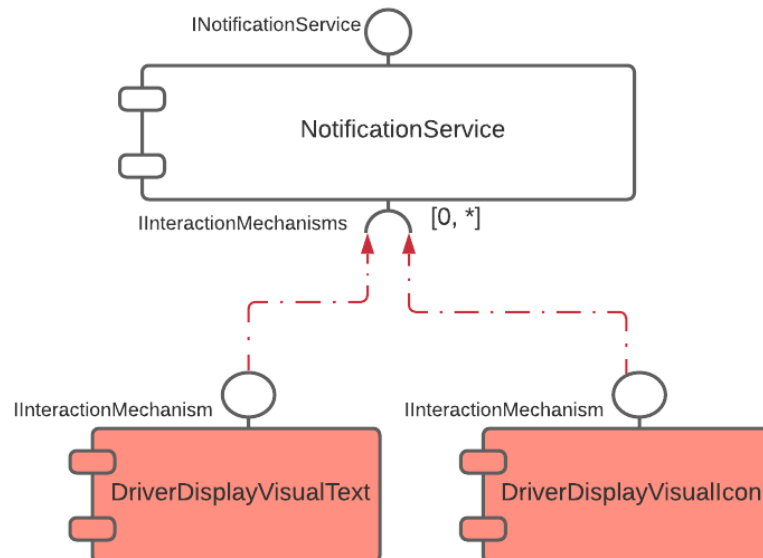 INotificationService
NotificationService
IInteractionMechanisms
[0, *]
IInteractionMechanism
IInteractionMechanism
DriverDisplayVisualText
DriverDisplayVisualIcon